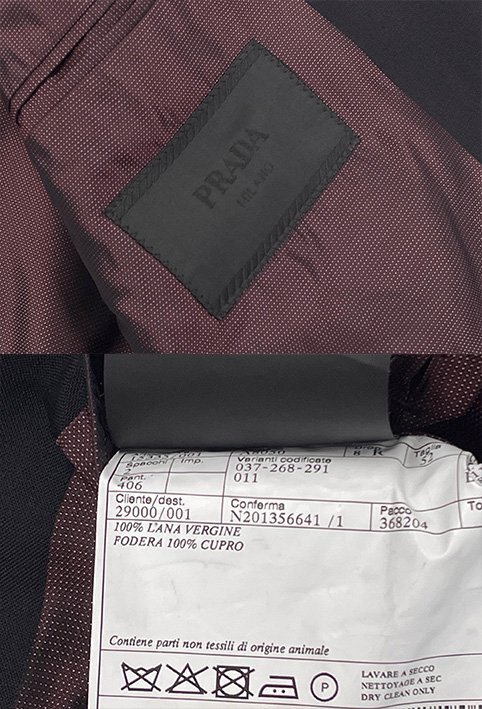 PRADA
MILANO
Spacconi Imp.
Varianti codificate
2
037-268-291
Pant.
406
011
Cliente/dest.
Conferma
Pacco
29000/001
N201356641 /1
368204
100% LANA VERGINE
FODERA 100% CUPRO
Contiene parti non tessili di origine animale
P
LAVARE A SECCO
NETTOYAGE A SEC
DRY CLEAN ONLY